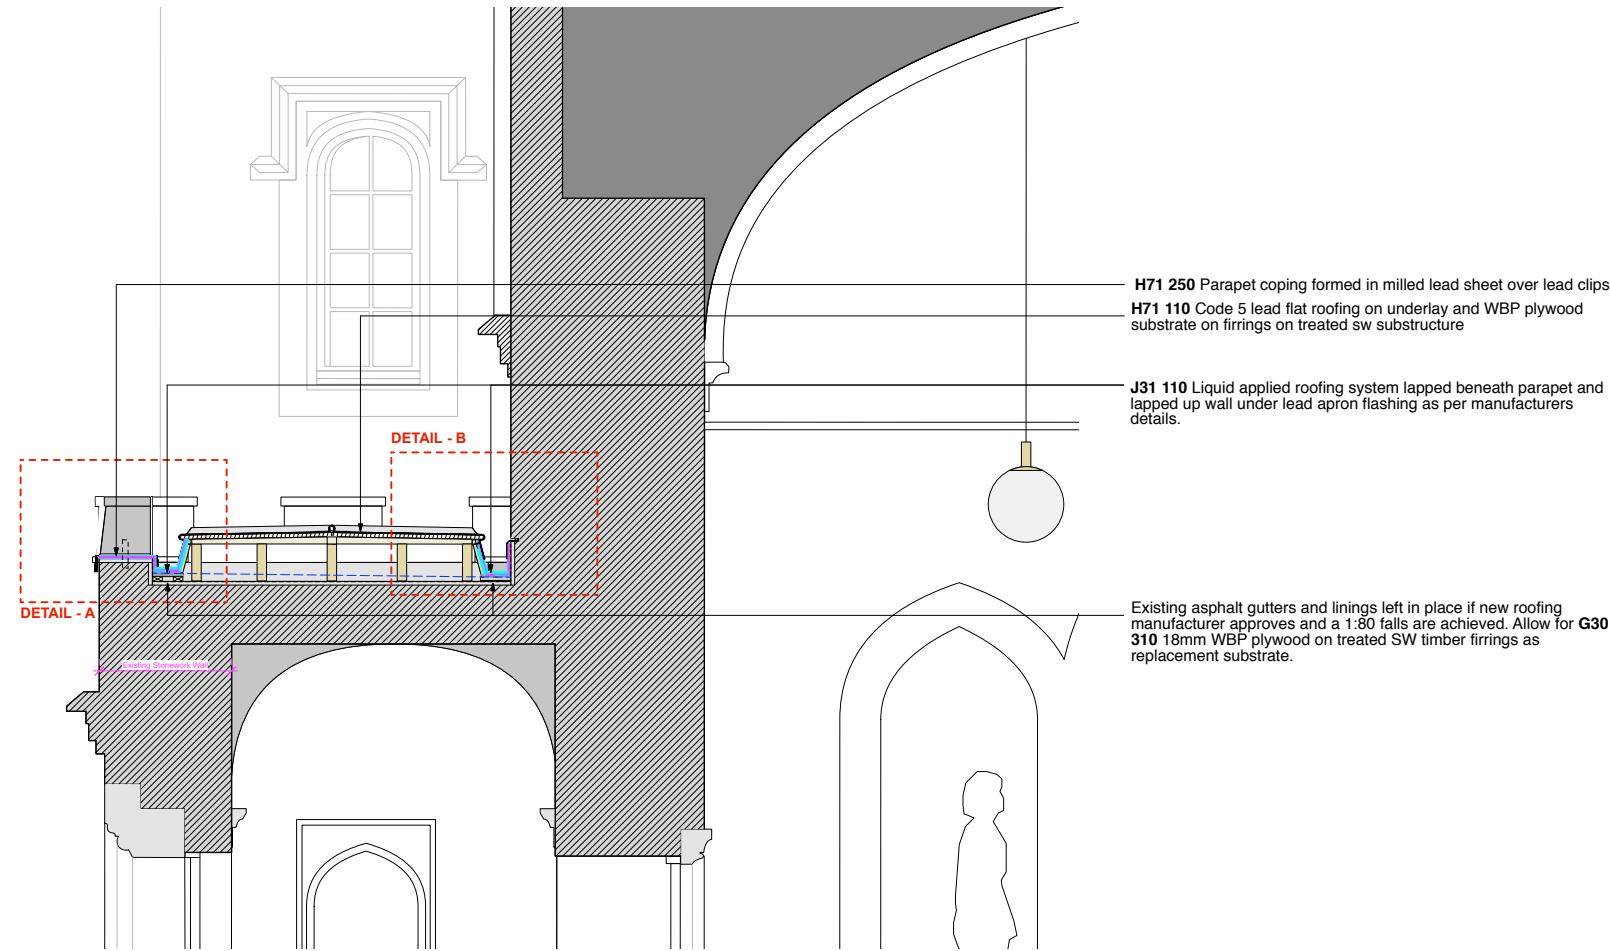 H71 250 Parapet coping formed in milled lead sheet over lead clips
H71 110 Code 5 lead flat roofing on underlay and WBP plywood
substrate on firrings on treated sw substructure
J31 110 Liquid applied roofing system lapped beneath parapet and
lapped up wall under lead apron flashing as per manufacturers
details.
DETAIL - B
DETAIL - A
Existing asphalt gutters and linings left in place if new roofing
manufacturer approves and a 1:80 falls are achieved. Allow for G30
310 18mm WBP plywood on treated SW timber firrings as
replacement substrate.
Existing Stonework Wall